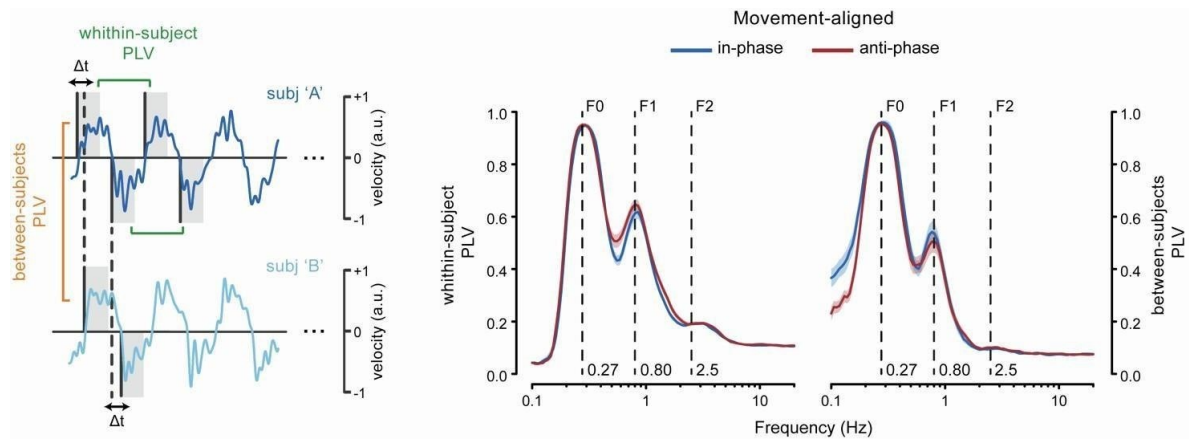 whithin-subject
PLV
Δt
subj 'A'
+1
0
-1
velocity (a.u.)
...
between-subjects
PLV
subj 'B'
+1
0
-1
velocity (a.u.)
...
Δt
Movement-aligned
in-phase
anti-phase
F0 F1 F2
1.0
0.8
0.6
0.4
0.2
0.0
whithin-subject
PLV
0.27 0.80 2.5
0.1 1 10
F0 F1 F2
1.0
0.8
0.6
0.4
0.2
0.0
between-subjects
PLV
0.27 0.80 2.5
0.1 1 10
Frequency (Hz)